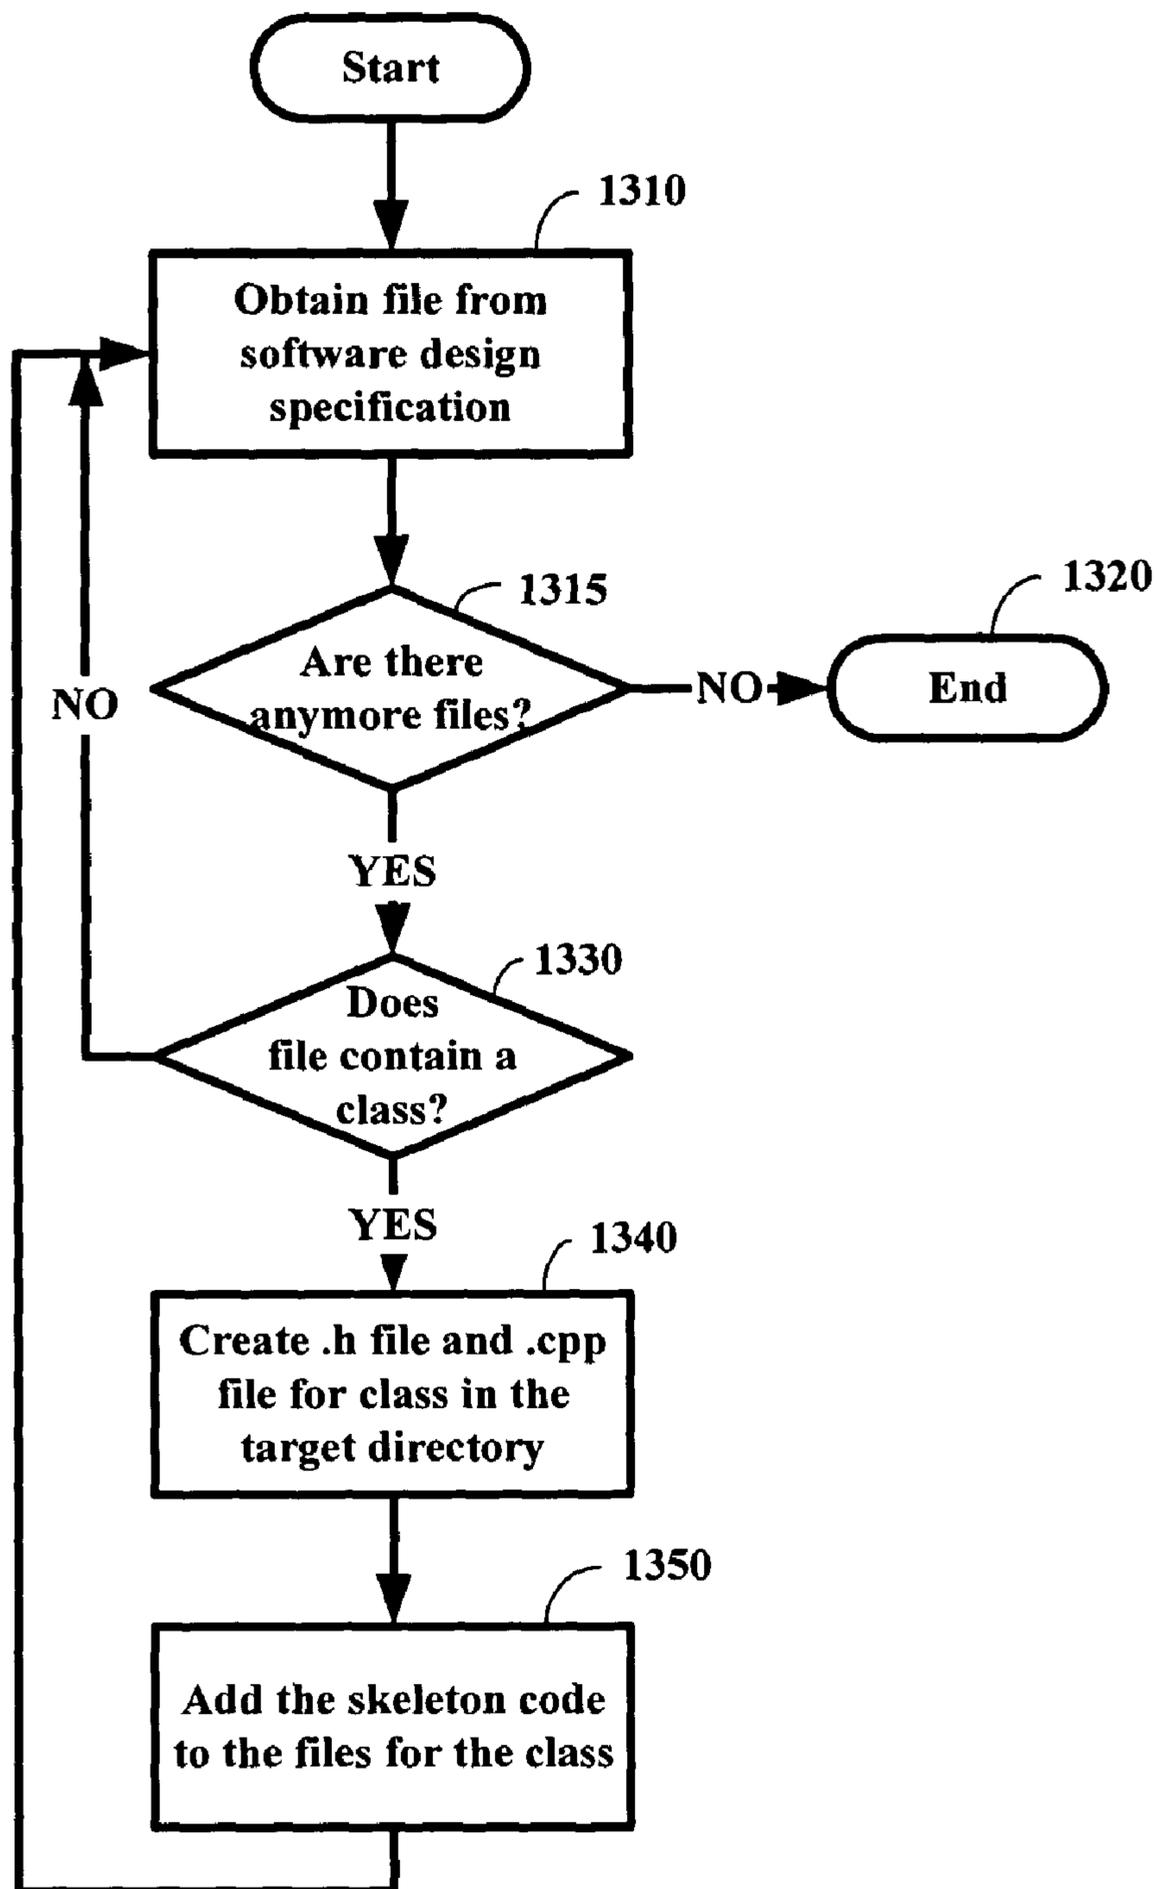 Start
1310
Obtain file from
software design
specification
1315
1320
Are there
anymore files?
NO
End
NO
YES
1330
Does
file contain a
class?
YES
1340
Create .h file and .cpp
file for class in the
target directory
1350
Add the skeleton code
to the files for the class